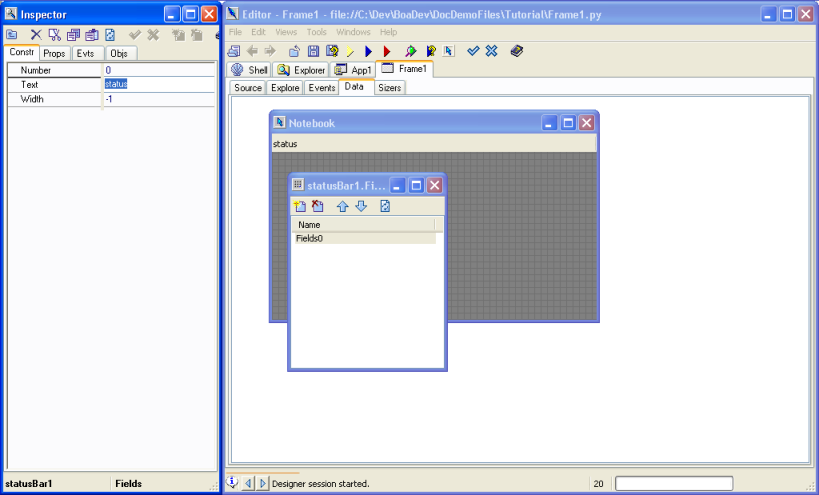 Inspector
Constr Props Evts Objs
Number 0
Text status
Width -1
statusBar1 Fields
Editor - Frame1 - file://C:\Dev\BoaDev\DocDemoFiles\Tutorial\Frame1.py
File Edit Views Tools Windows Help
Shell Explorer App1 Frame1
Source Explore Events Data Sizers
Notebook
status
statusBar1.Fi...
Name
Fields0
Designer session started. 20